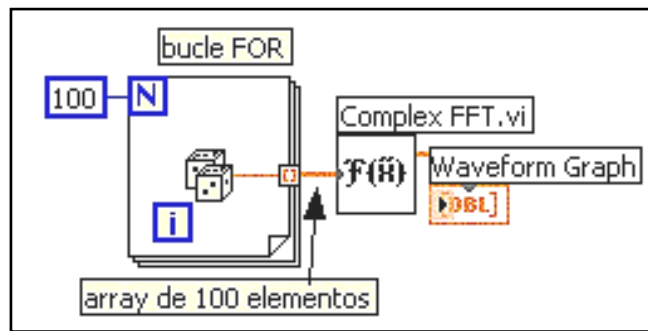 bucle FOR
100
N
Complex FFT.vi
F(x)
Waveform Graph
DBL]
i
array de 100 elementos